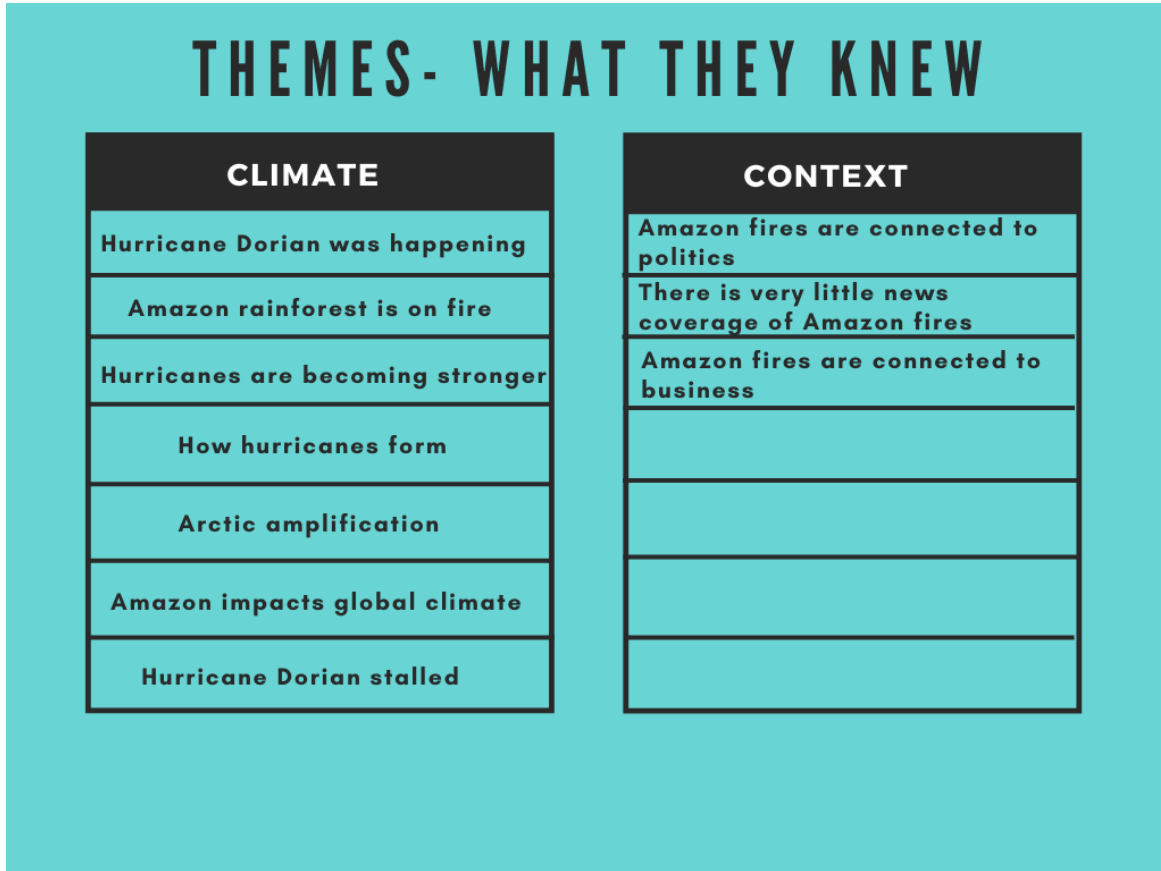 THEMES- WHAT THEY KNEW
CLIMATE
Hurricane Dorian was happening
Amazon rainforest is on fire
Hurricanes are becoming stronger
How hurricanes form
Arctic amplification
Amazon impacts global climate
Hurricane Dorian stalled
CONTEXT
Amazon fires are connected to
politics
There is very little news
coverage of Amazon fires
Amazon fires are connected to
business